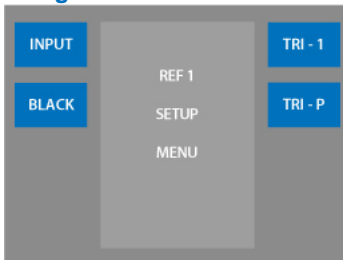 INPUT
BLACK
REF 1
SETUP
MENU
TRI - 1
TRI - P